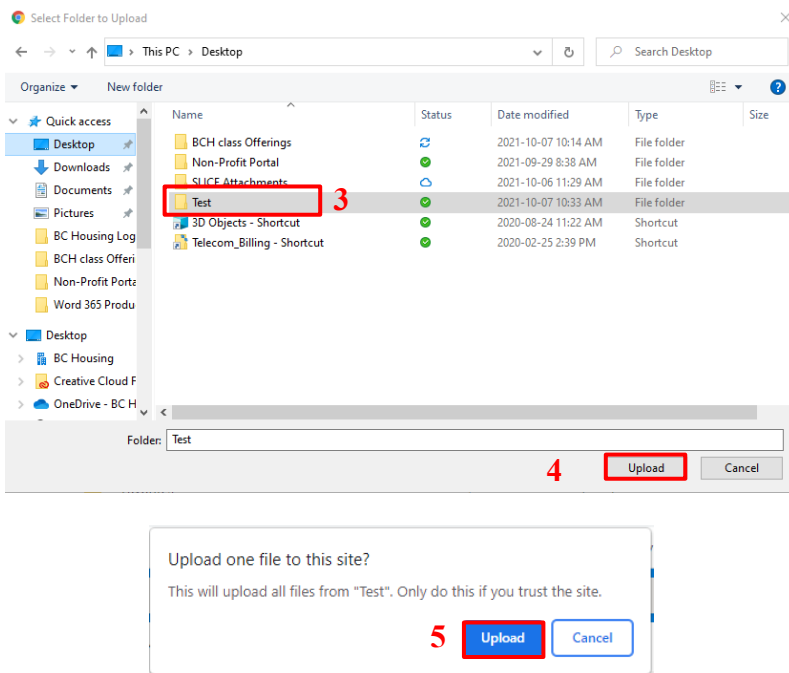 Select Folder to Upload
This PC > Desktop
Search Desktop
Organize
New folder
Name Status Date modified Type Size
Quick access
Desktop
Downloads
Documents
Pictures
BC Housing Log
BCH class Offeri
Non-Profit Porta
Word 365 Produ
Desktop
BC Housing
Creative Cloud F
OneDrive - BC H
BCH class Offerings 2021-10-07 10:14 AM File folder
Non-Profit Portal 2021-09-29 8:38 AM File folder
SLICE Attachments 2021-10-06 11:29 AM File folder
Test 3 2021-10-07 10:33 AM File folder
3D Objects - Shortcut 2020-08-24 11:22 AM Shortcut
Telecom_Billing - Shortcut 2020-02-25 2:39 PM Shortcut
Folder: Test
4 Upload Cancel
Upload one file to this site?
This will upload all files from "Test". Only do this if you trust the site.
5 Upload Cancel